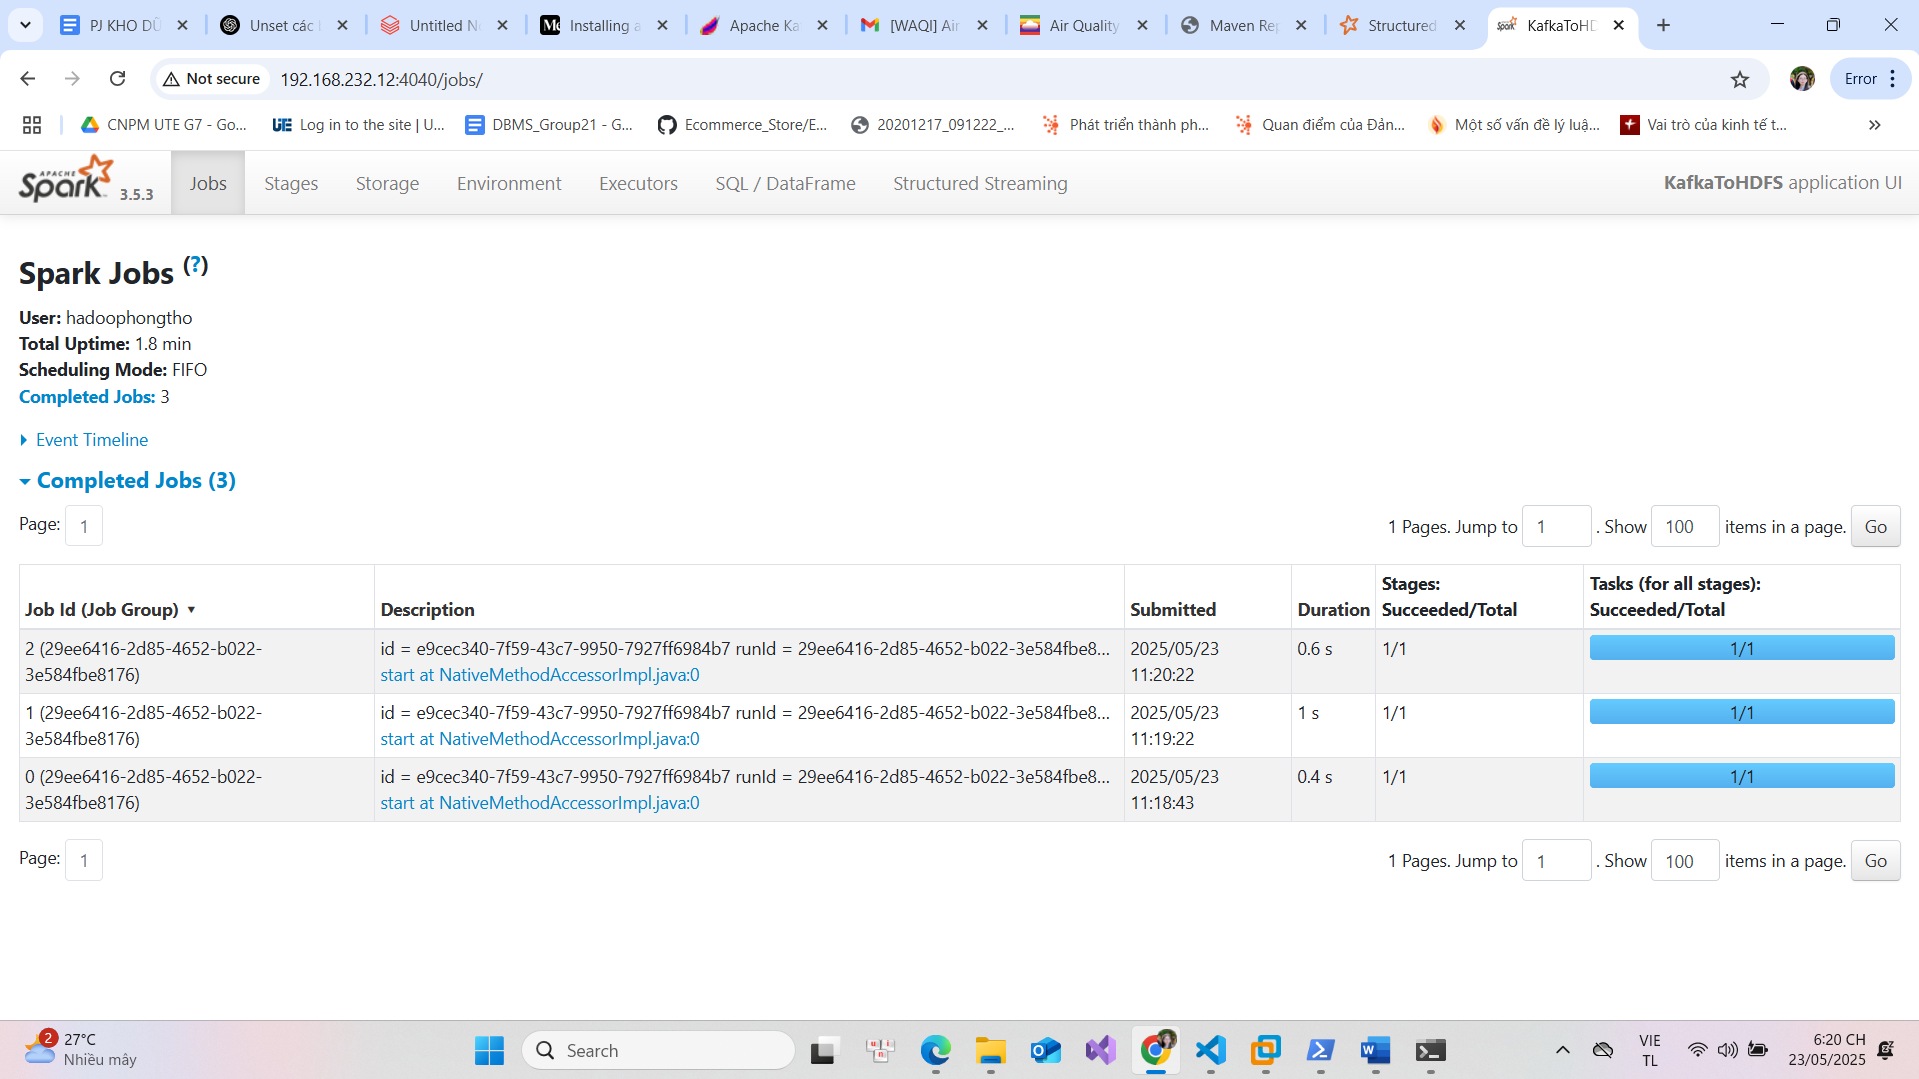 PJ KHO DŨ
Unset các b
Untitled No
Installing a
Apache Kaf
[WAQI] Air
Air Quality
Maven Rep
Structured
KafkaToHD
Not secure
192.168.232.12:4040/jobs/
Error
CNPM UTE G7 - Go...
Log in to the site | U...
DBMS_Group21 - G...
Ecommerce_Store/E...
20201217_091222_...
Phát triển thành ph...
Quan điểm của Đản...
Một số vấn đề lý luậ...
Vai trò của kinh tế t...
APACHE Spark 3.5.3
Jobs
Stages
Storage
Environment
Executors
SQL / DataFrame
Structured Streaming
KafkaToHDFS application UI
Spark Jobs (?)
User: hadoophongtho
Total Uptime: 1.8 min
Scheduling Mode: FIFO
Completed Jobs: 3
Event Timeline
Completed Jobs (3)
Page: 1
1 Pages. Jump to 1 . Show 100 items in a page. Go
Job Id (Job Group) ▾
Description
Submitted
Duration
Stages: Succeeded/Total
Tasks (for all stages): Succeeded/Total
2 (29ee6416-2d85-4652-b022-
3e584fbe8176)
id = e9cec340-7f59-43c7-9950-7927ff6984b7 runId = 29ee6416-2d85-4652-b022-3e584fbe8...
start at NativeMethodAccessorImpl.java:0
2025/05/23
11:20:22
0.6 s
1/1
1/1
1 (29ee6416-2d85-4652-b022-
3e584fbe8176)
id = e9cec340-7f59-43c7-9950-7927ff6984b7 runId = 29ee6416-2d85-4652-b022-3e584fbe8...
start at NativeMethodAccessorImpl.java:0
2025/05/23
11:19:22
1 s
1/1
1/1
0 (29ee6416-2d85-4652-b022-
3e584fbe8176)
id = e9cec340-7f59-43c7-9950-7927ff6984b7 runId = 29ee6416-2d85-4652-b022-3e584fbe8...
start at NativeMethodAccessorImpl.java:0
2025/05/23
11:18:43
0.4 s
1/1
1/1
Page: 1
1 Pages. Jump to 1 . Show 100 items in a page. Go
2
27°C
Nhiều mây
Search
VIE
TL
6:20 CH
23/05/2025